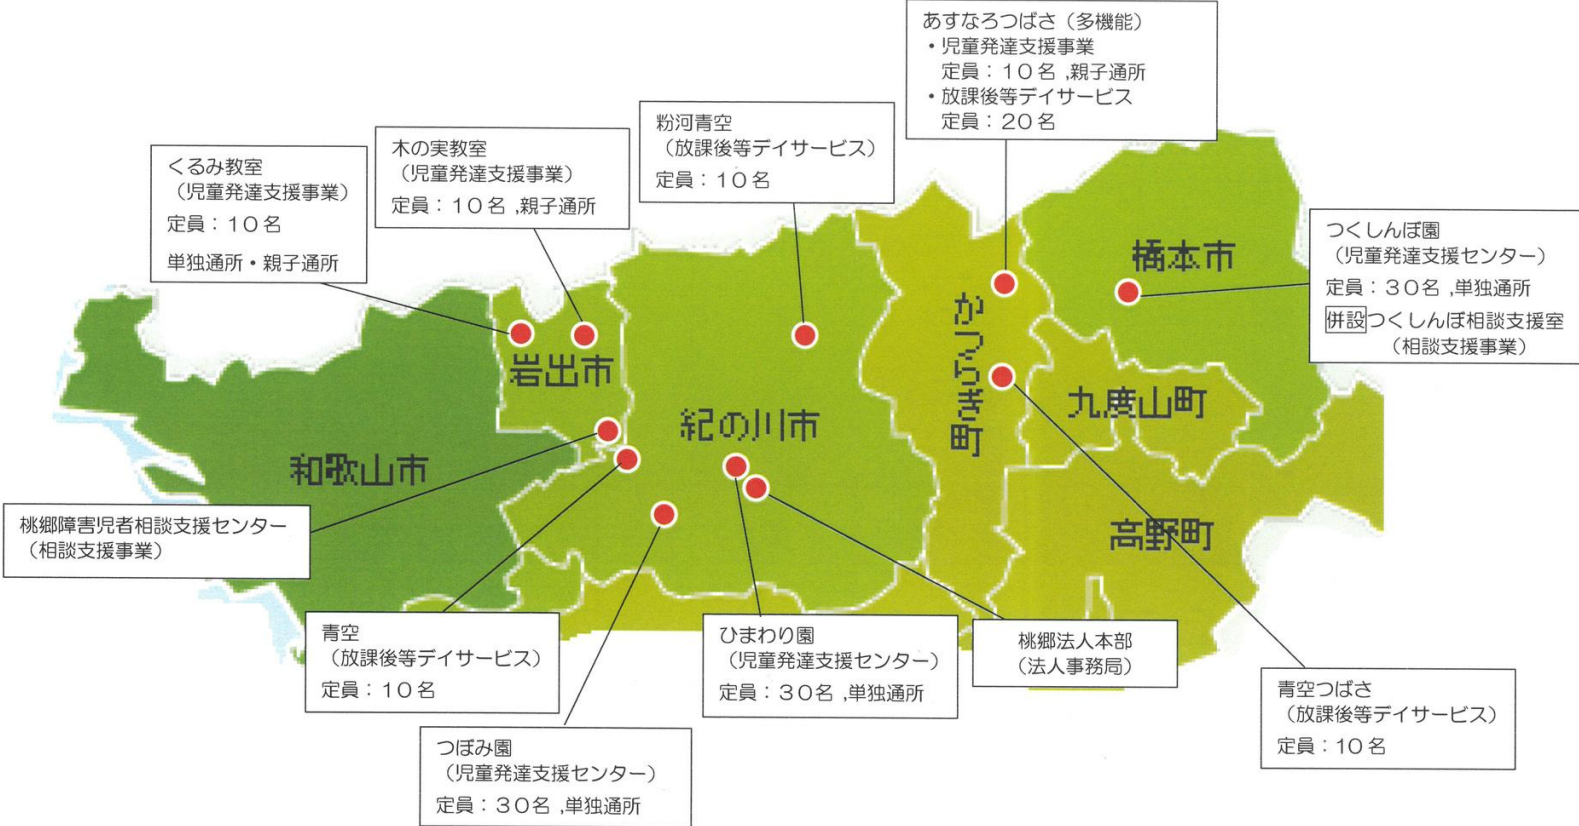 あすなろつばさ（多機能）
・児童発達支援事業
定員：１０名 ,親子通所
・放課後等デイサービス
定員：２０名
粉河青空
（放課後等デイサービス）
定員：１０名
木の実教室
（児童発達支援事業）
定員：１０名 ,親子通所
くるみ教室
（児童発達支援事業）
定員：１０名
単独通所・親子通所
つくしんぼ園
（児童発達支援センター）
定員：３０名 ,単独通所
併設つくしんぼ相談支援室
（相談支援事業）
橋本市
かつらぎ町
岩出市
九度山町
紀の川市
和歌山市
高野町
桃郷障害児者相談支援センター
（相談支援事業）
青空
（放課後等デイサービス）
定員：１０名
ひまわり園
（児童発達支援センター）
定員：３０名 ,単独通所
桃郷法人本部
（法人事務局）
青空つばさ
（放課後等デイサービス）
定員：１０名
つぼみ園
（児童発達支援センター）
定員：３０名 ,単独通所